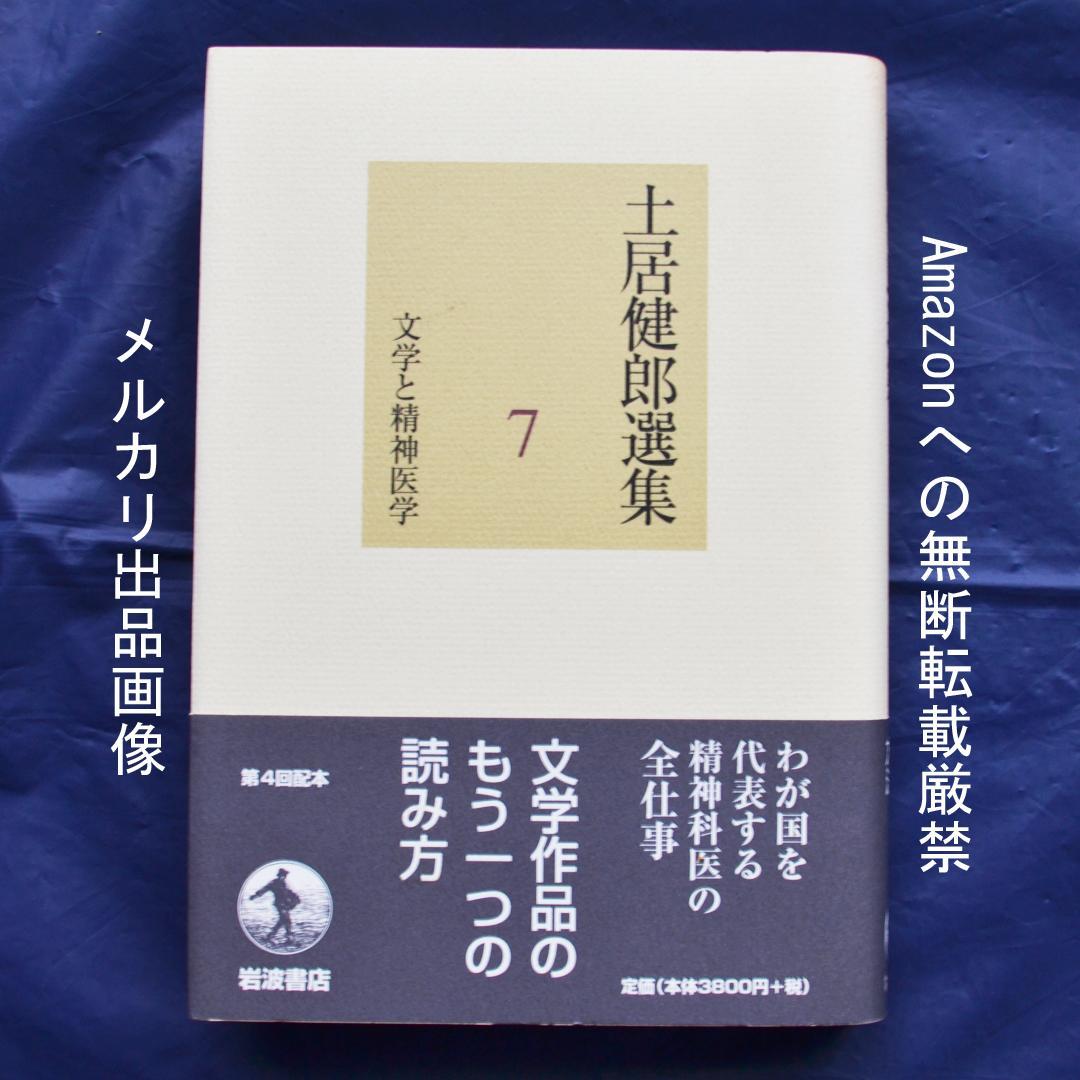 Amazonへの無断転載厳禁
土居健郎選集
7
文学と精神医学
わが国を
代表する
精神科医の
全仕事
定価(本体3800円+税)
文学作品の
もう一つの
読み方
第4回配本
岩波書店
メルカリ出品画像